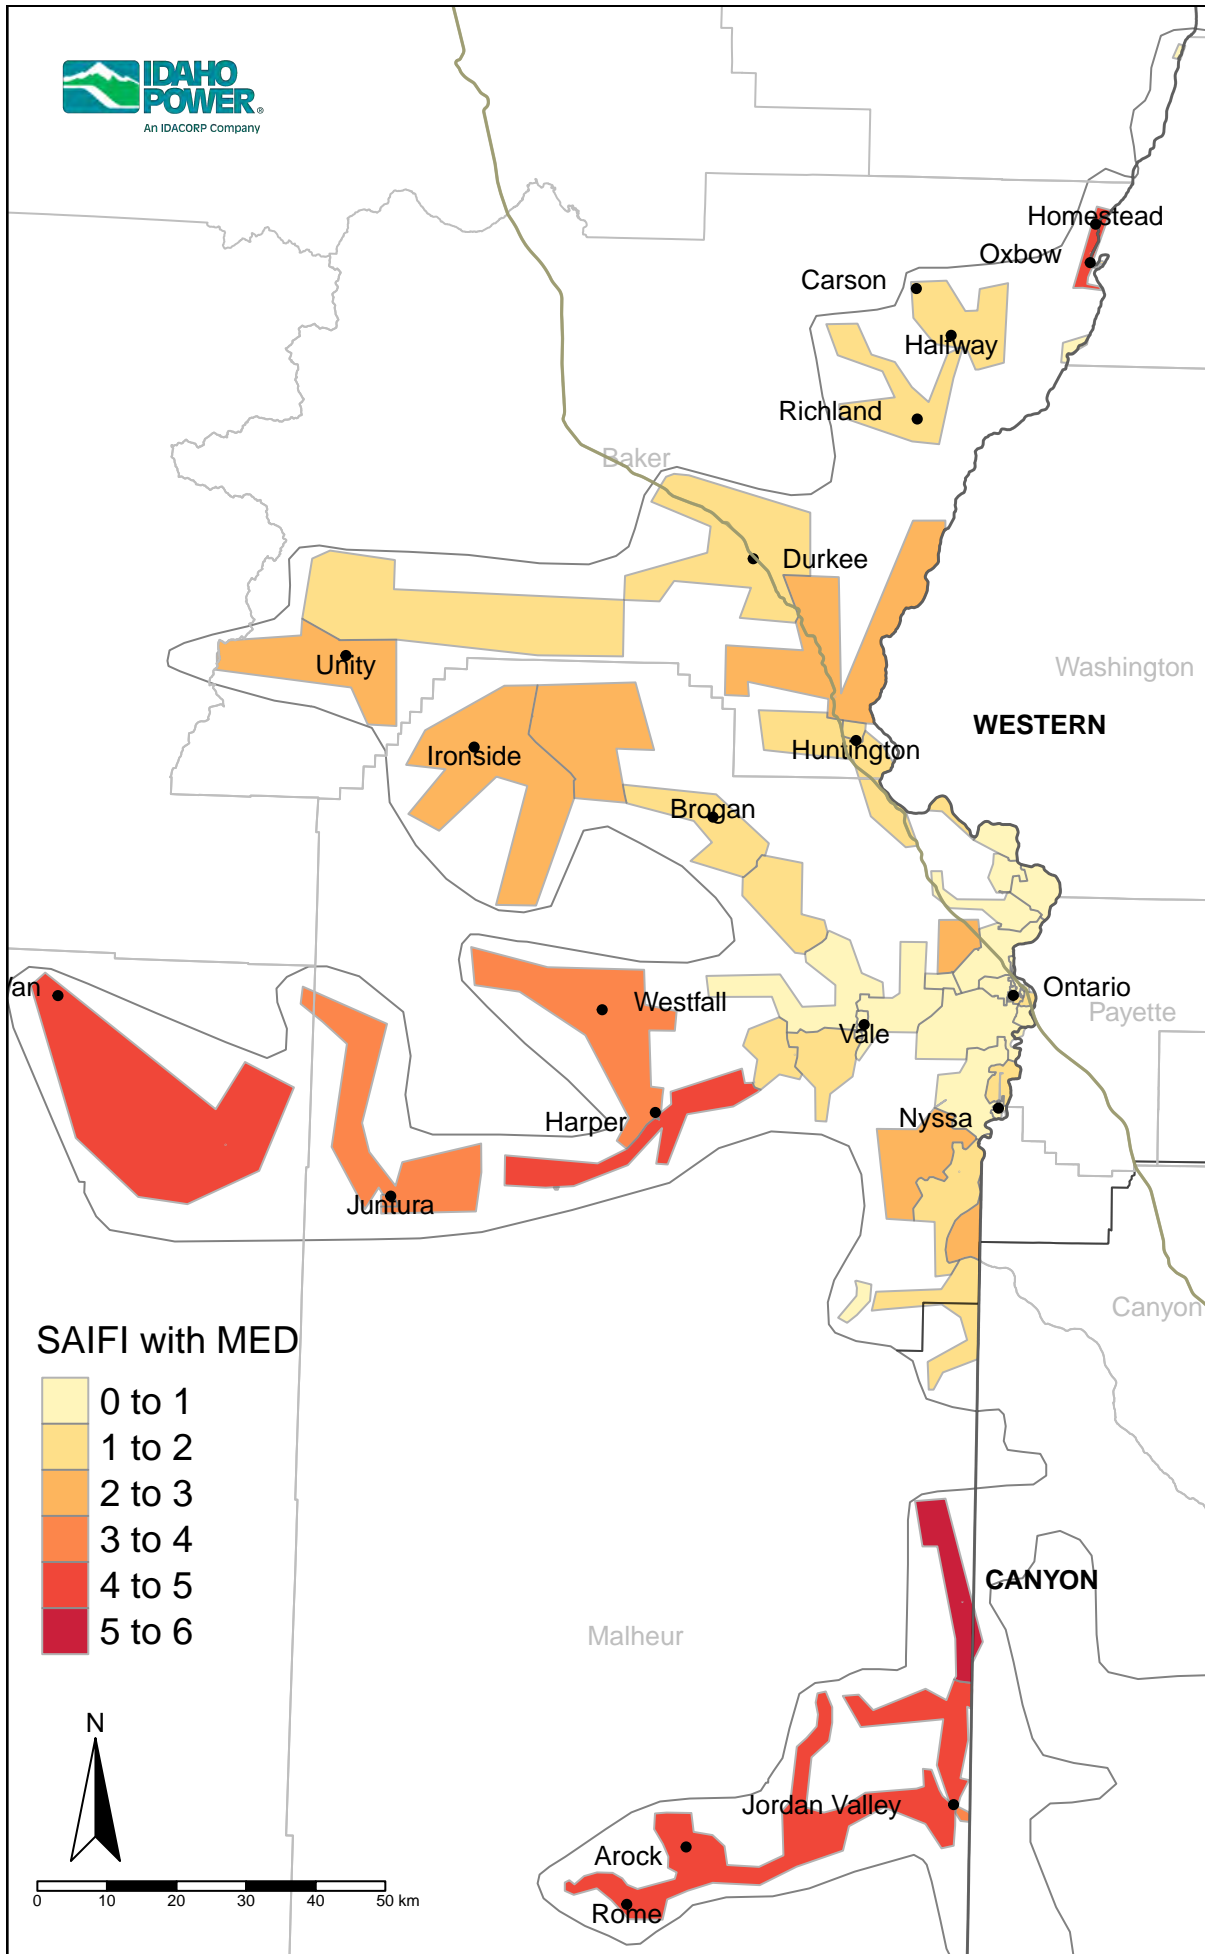 IDAHO
POWER®
An IDACORP Company
Homestead
Oxbow
Carson
Halfway
Richland
Baker
Durkee
Washington
Unity
WESTERN
Huntington
Ironside
Brogan
Ontario
Payette
Westfall
Vale
Nyssa
Harper
Juntura
Canyon
SAIFI with MED
0 to 1
1 to 2
2 to 3
3 to 4
4 to 5
5 to 6
CANYON
Malheur
N
Jordan Valley
Arock
Rome
0 10 20 30 40 50 km